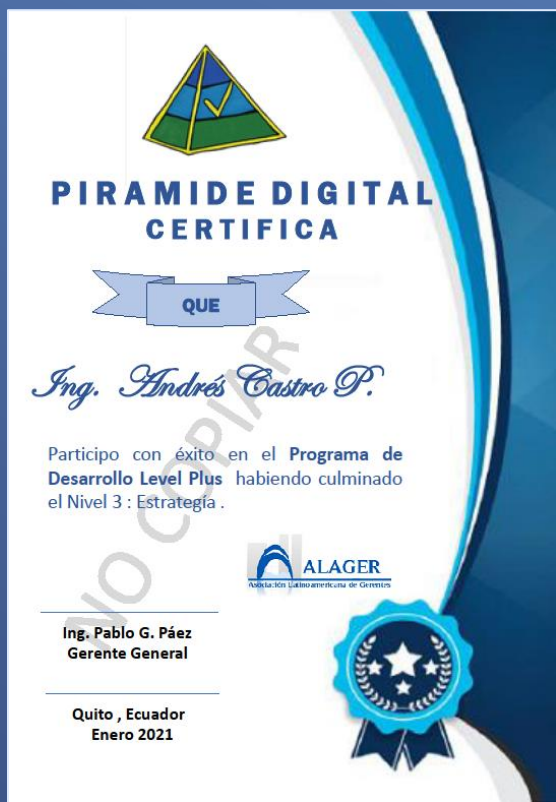 PIRAMIDE DIGITAL
CERTIFICA
QUE
Ing. Andrés Castro P.
Participo con éxito en el Programa de
Desarrollo Level Plus habiendo culminado
el Nivel 3 : Estrategia .
NO COPIAR
ALAGER
Asociación Latinoamericana de Gerentes
Ing. Pablo G. Páez
Gerente General
Quito , Ecuador
Enero 2021